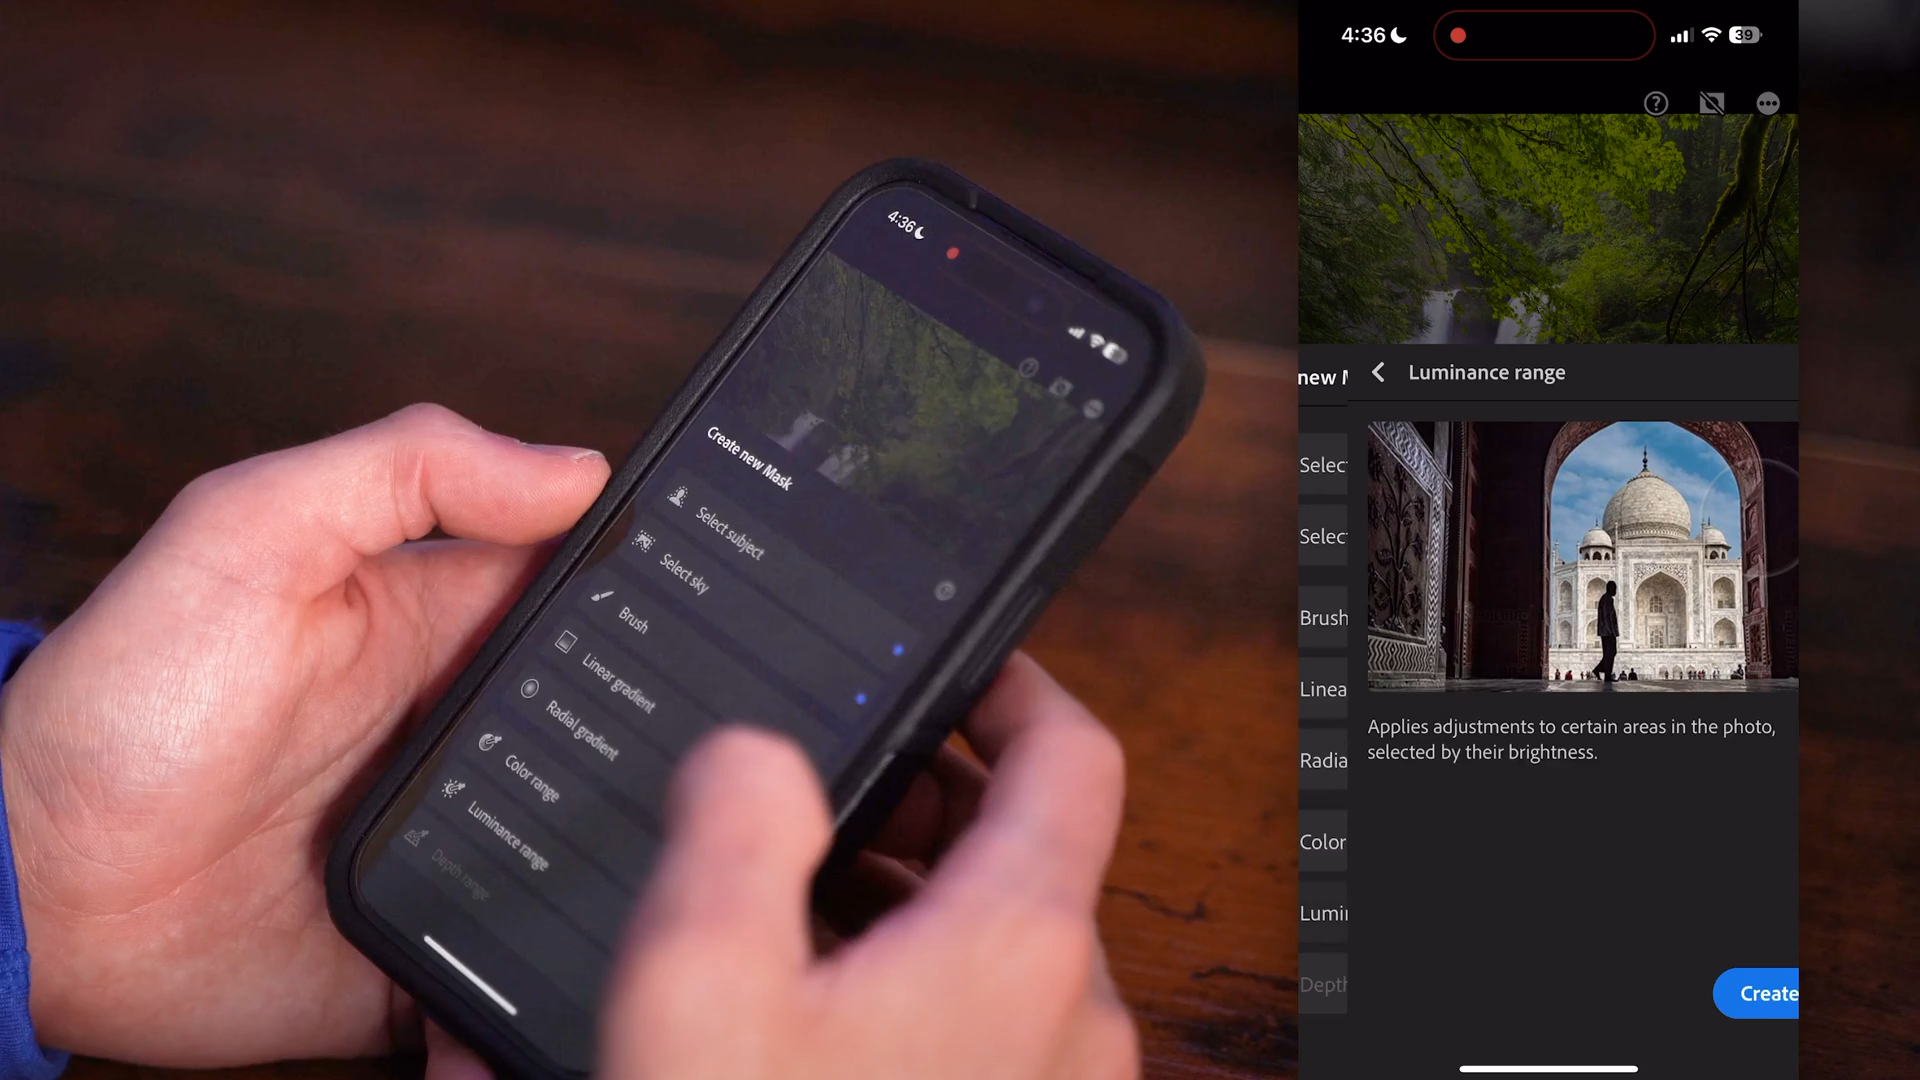 4:36
Create new Mask
Select subject
Select sky
Brush
Linear gradient
Radial gradient
Color range
Luminance range
Depth range
4:36
39
new M
Luminance range
Selec
Selec
Brush
Linea
Radia
Color
Lumi
Depth
Applies adjustments to certain areas in the photo,
selected by their brightness.
Create